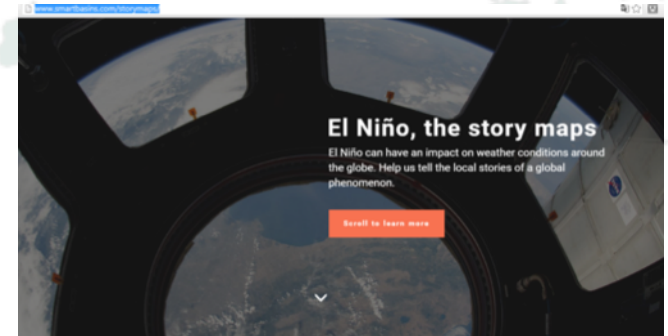 www.smartbasins.com/storymaps/
El Niño, the story maps
El Niño can have an impact on weather conditions around
the globe. Help us tell the local stories of a global
phenomenon.
Scroll to learn more